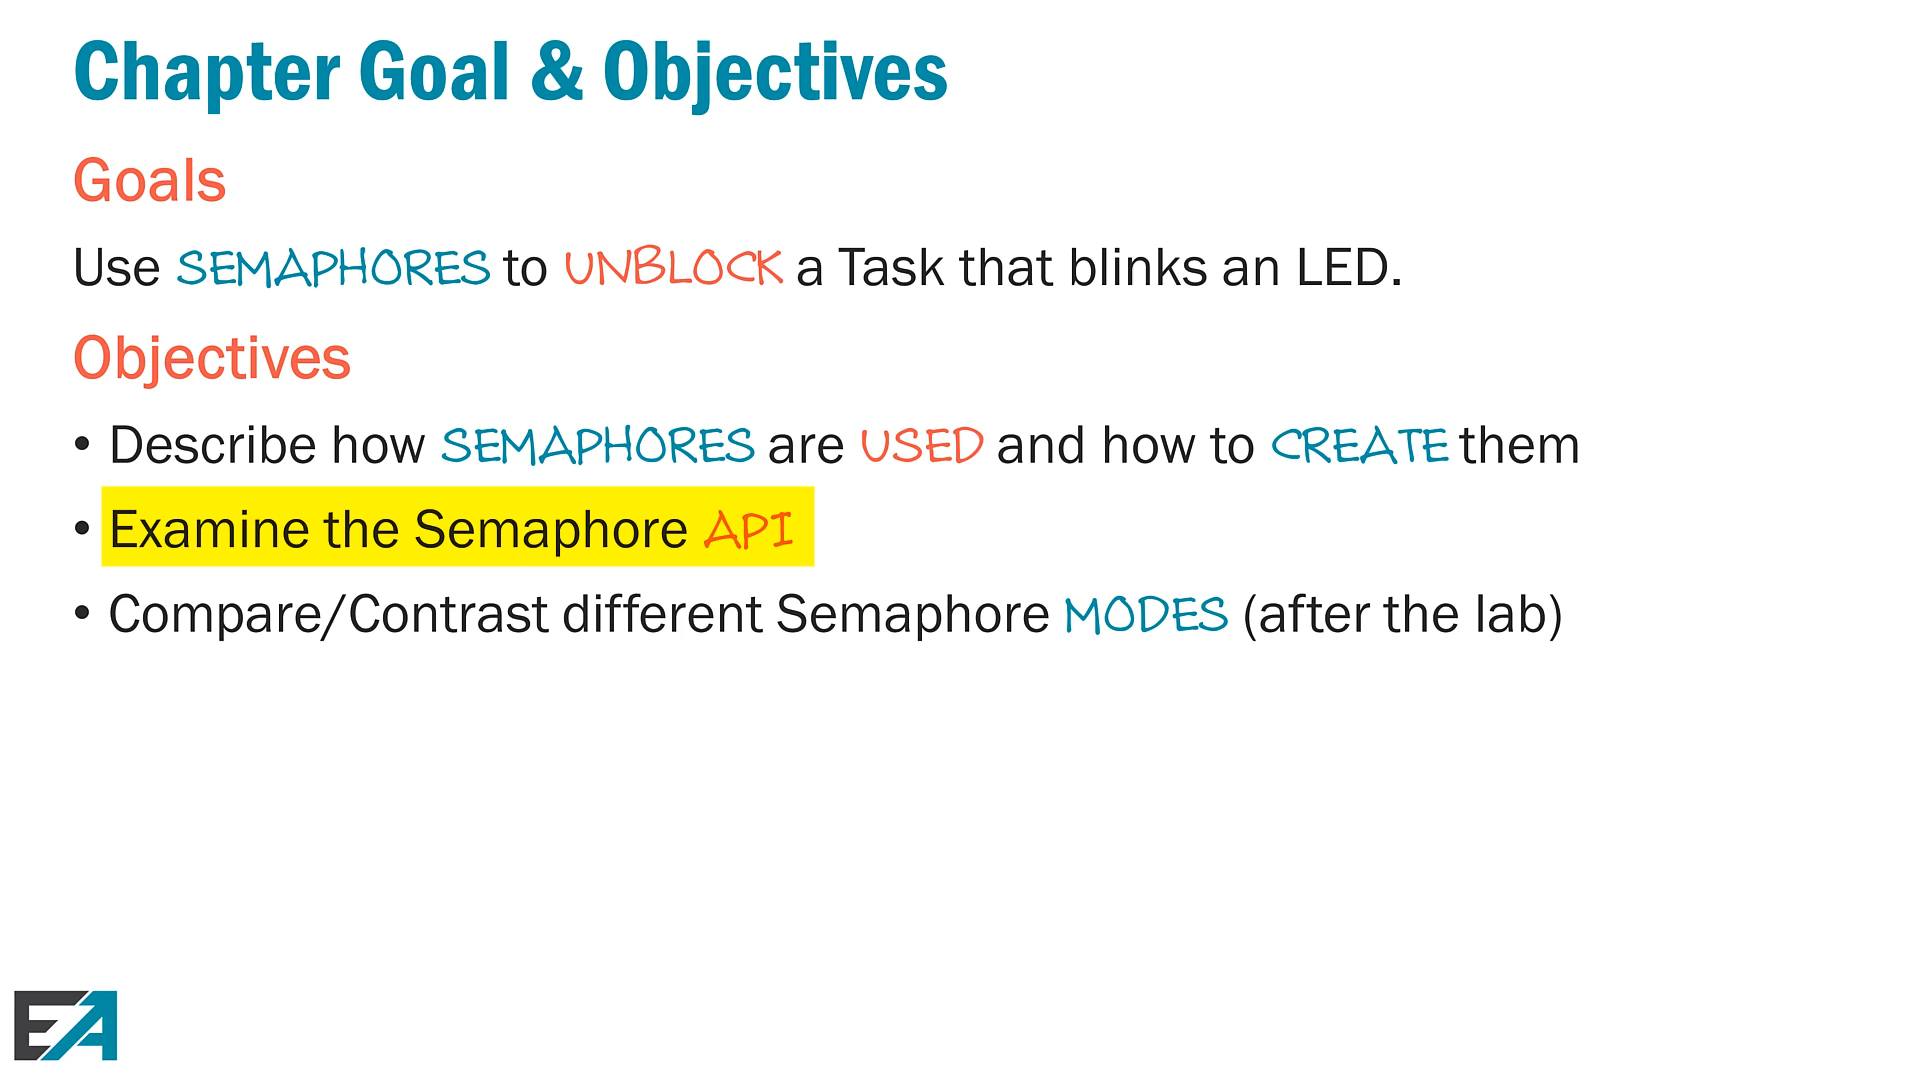 Chapter Goal & Objectives
Goals
Use SEMAPHORES to UNBLOCK a Task that blinks an LED.
Objectives
• Describe how SEMAPHORES are USED and how to CREATE them
• Examine the Semaphore API
• Compare/Contrast different Semaphore MODES (after the lab)
EA